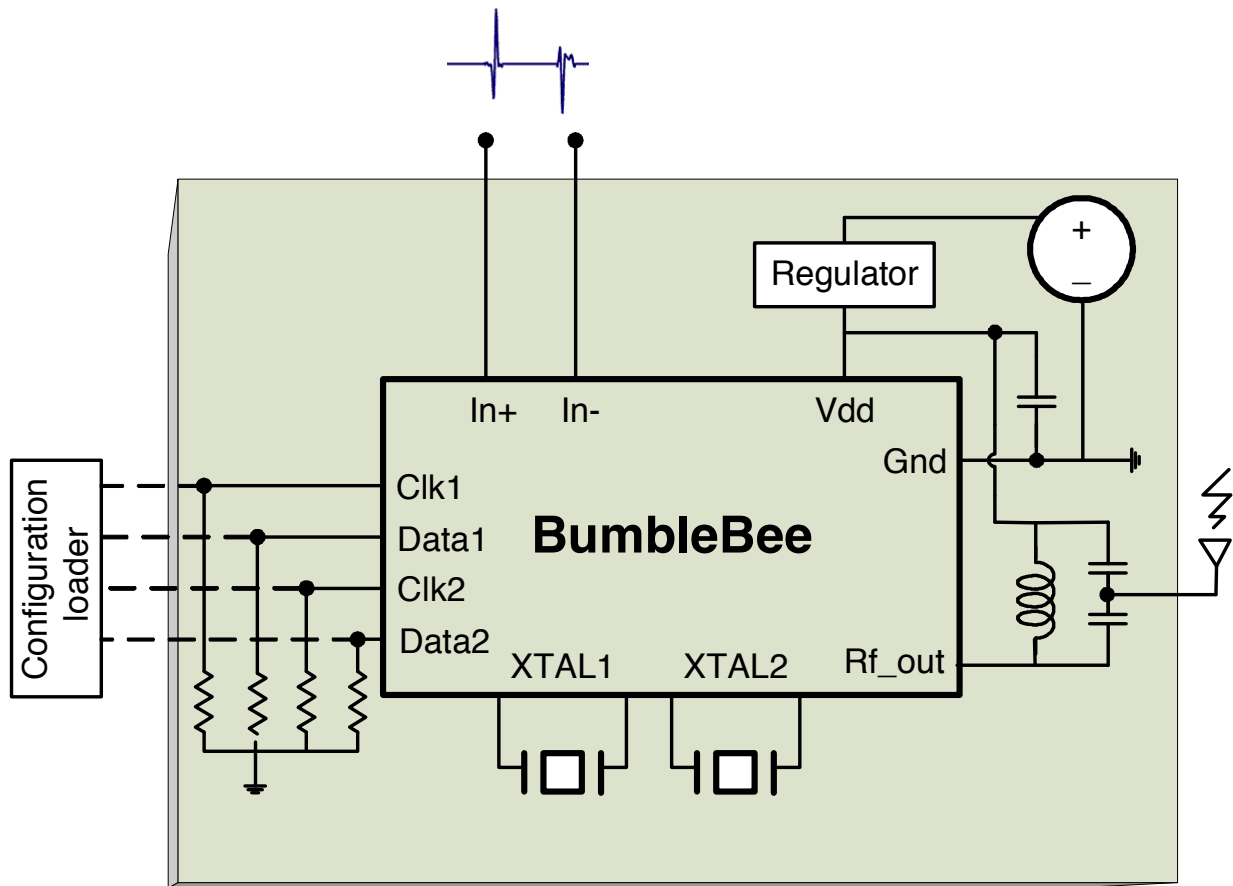 +
_
Regulator
In+
In-
Vdd
Gnd
Configuration
loader
Clk1
Data1
BumbleBee
Clk2
Data2
XTAL1
XTAL2
Rf_out